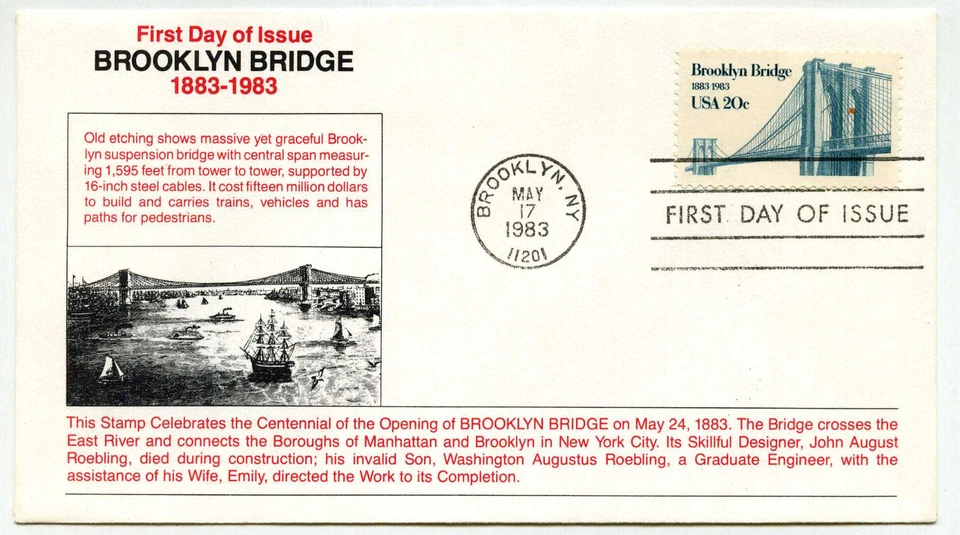 First Day of Issue
BROOKLYN BRIDGE
1883-1983
Old etching shows massive yet graceful Brook-
lyn suspension bridge with central span measur-
ing 1,595 feet from tower to tower, supported by
16-inch steel cables. It cost fifteen million dollars
to build and carries trains, vehicles and has
paths for pedestrians.
BROOKLYN, NY
MAY
17
1983
11201
Brooklyn Bridge
1883 1983
USA 20c
FIRST DAY OF ISSUE
This Stamp Celebrates the Centennial of the Opening of BROOKLYN BRIDGE on May 24, 1883. The Bridge crosses the
East River and connects the Boroughs of Manhattan and Brooklyn in New York City. Its Skillful Designer, John August
Roebling, died during construction; his invalid Son, Washington Augustus Roebling, a Graduate Engineer, with the
assistance of his Wife, Emily, directed the Work to its Completion.